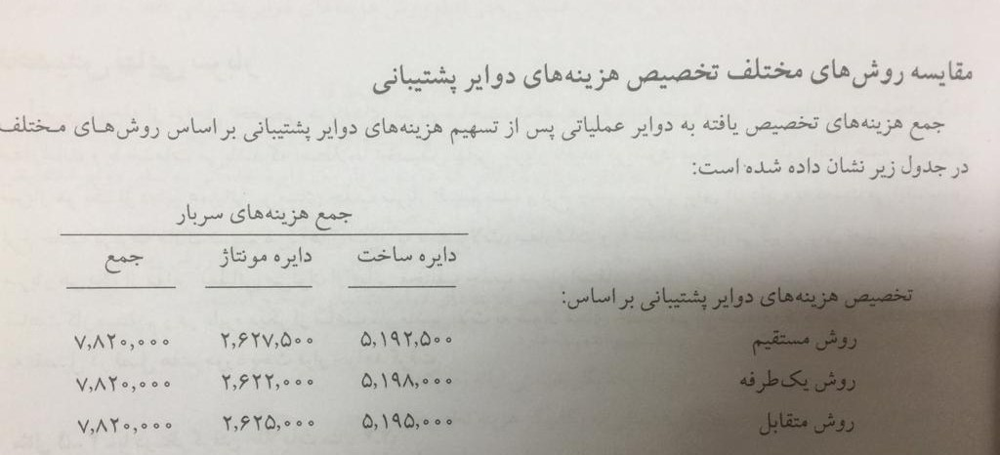 مقایسه روش‌های مختلف تخصیص هزینه‌های دوایر پشتیبانی
جمع هزینه‌های تخصیص یافته به دوایر عملیاتی پس از تسهیم هزینه‌های دوایر پشتیبانی بر اساس روش‌های مختلف
در جدول زیر نشان داده شده است:
جمع هزینه‌های سربار
دایره ساخت دایره مونتاژ جمع
تخصیص هزینه‌های دوایر پشتیبانی بر اساس:
روش مستقیم ۵,۱۹۲,۵۰۰ ۲,۶۲۷,۵۰۰ ۷,۸۲۰,۰۰۰
روش یک‌طرفه ۵,۱۹۸,۰۰۰ ۲,۶۲۲,۰۰۰ ۷,۸۲۰,۰۰۰
روش متقابل ۵,۱۹۵,۰۰۰ ۲,۶۲۵,۰۰۰ ۷,۸۲۰,۰۰۰